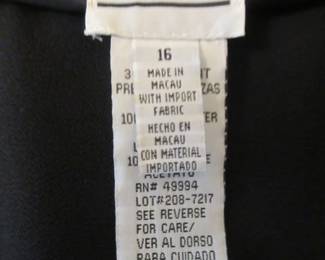 16
MADE IN
MACAU
WITH IMPORT
FABRIC
HECHO EN
MACAU
CON MATERIAL
IMPORTADO
ACETATO
RN# 49994
LOT#208-7217
SEE REVERSE
FOR CARE/
VER AL DORSO
PARA CUIDADO